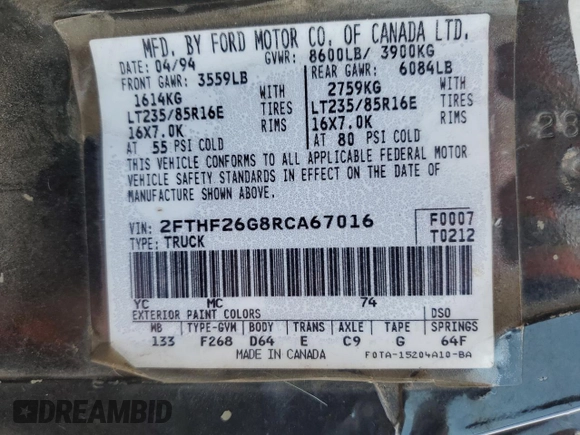 MFD. BY FORD MOTOR CO. OF CANADA LTD.
DATE: 04/94 GVWR: 8600LB/ 3900KG
FRONT GAWR: 3559LB REAR GAWR: 6084LB
1614KG WITH 2759KG WITH
LT235/85R16E TIRES LT235/85R16E TIRES
16X7.0K RIMS 16X7.0K RIMS
AT 55 PSI COLD AT 80 PSI COLD
THIS VEHICLE CONFORMS TO ALL APPLICABLE FEDERAL MOTOR
VEHICLE SAFETY STANDARDS IN EFFECT ON THE DATE OF
MANUFACTURE SHOWN ABOVE.
VIN: 2FTHF26G8RCA67016 F0007
TYPE: TRUCK T0212
YC MC 74
EXTERIOR PAINT COLORS DSO
WB TYPE-GVM BODY TRANS AXLE TAPE SPRINGS
133 F268 D64 E C9 G 64F
MADE IN CANADA F0TA-15204A10-BA
28
DREAMBID